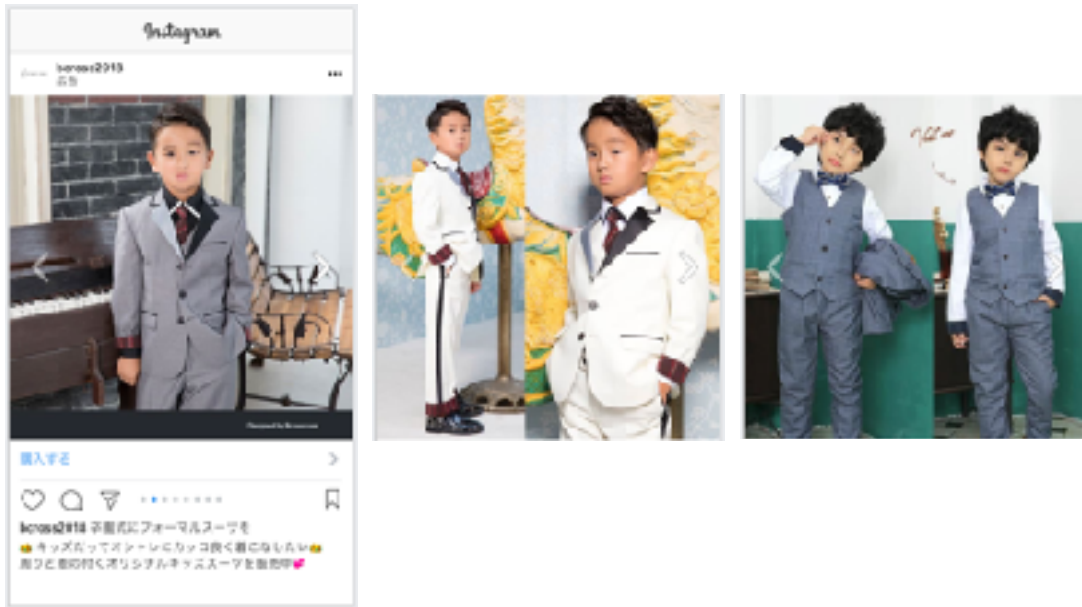 Instagram
bcross2018
広告
購入する
bcross2018 卒園式にフォーマルスーツを
キッズだってオシャレにカッコ良く着こなしたい
周りと差の付くオリジナルキッズスーツを販売中